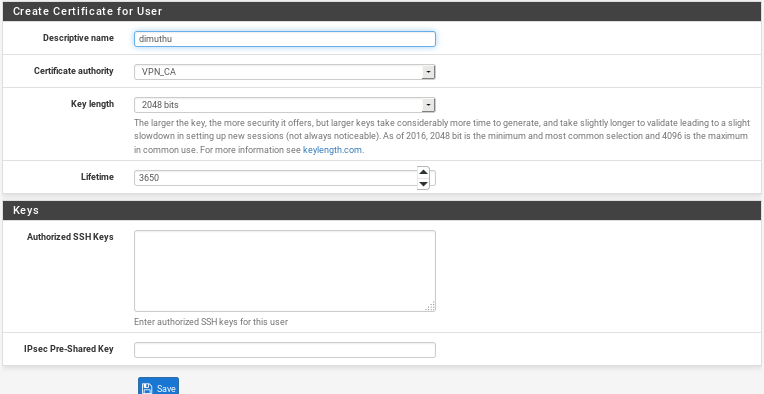 Create Certificate for User
Descriptive name
dimuthu
Certificate authority
VPN_CA
Key length
2048 bits
The larger the key, the more security it offers, but larger keys take considerably more time to generate, and take slightly longer to validate leading to a slight
slowdown in setting up new sessions (not always noticeable). As of 2016, 2048 bit is the minimum and most common selection and 4096 is the maximum
in common use. For more information see keylength.com.
Lifetime
3650
Keys
Authorized SSH Keys
Enter authorized SSH keys for this user
IPsec Pre-Shared Key
Save